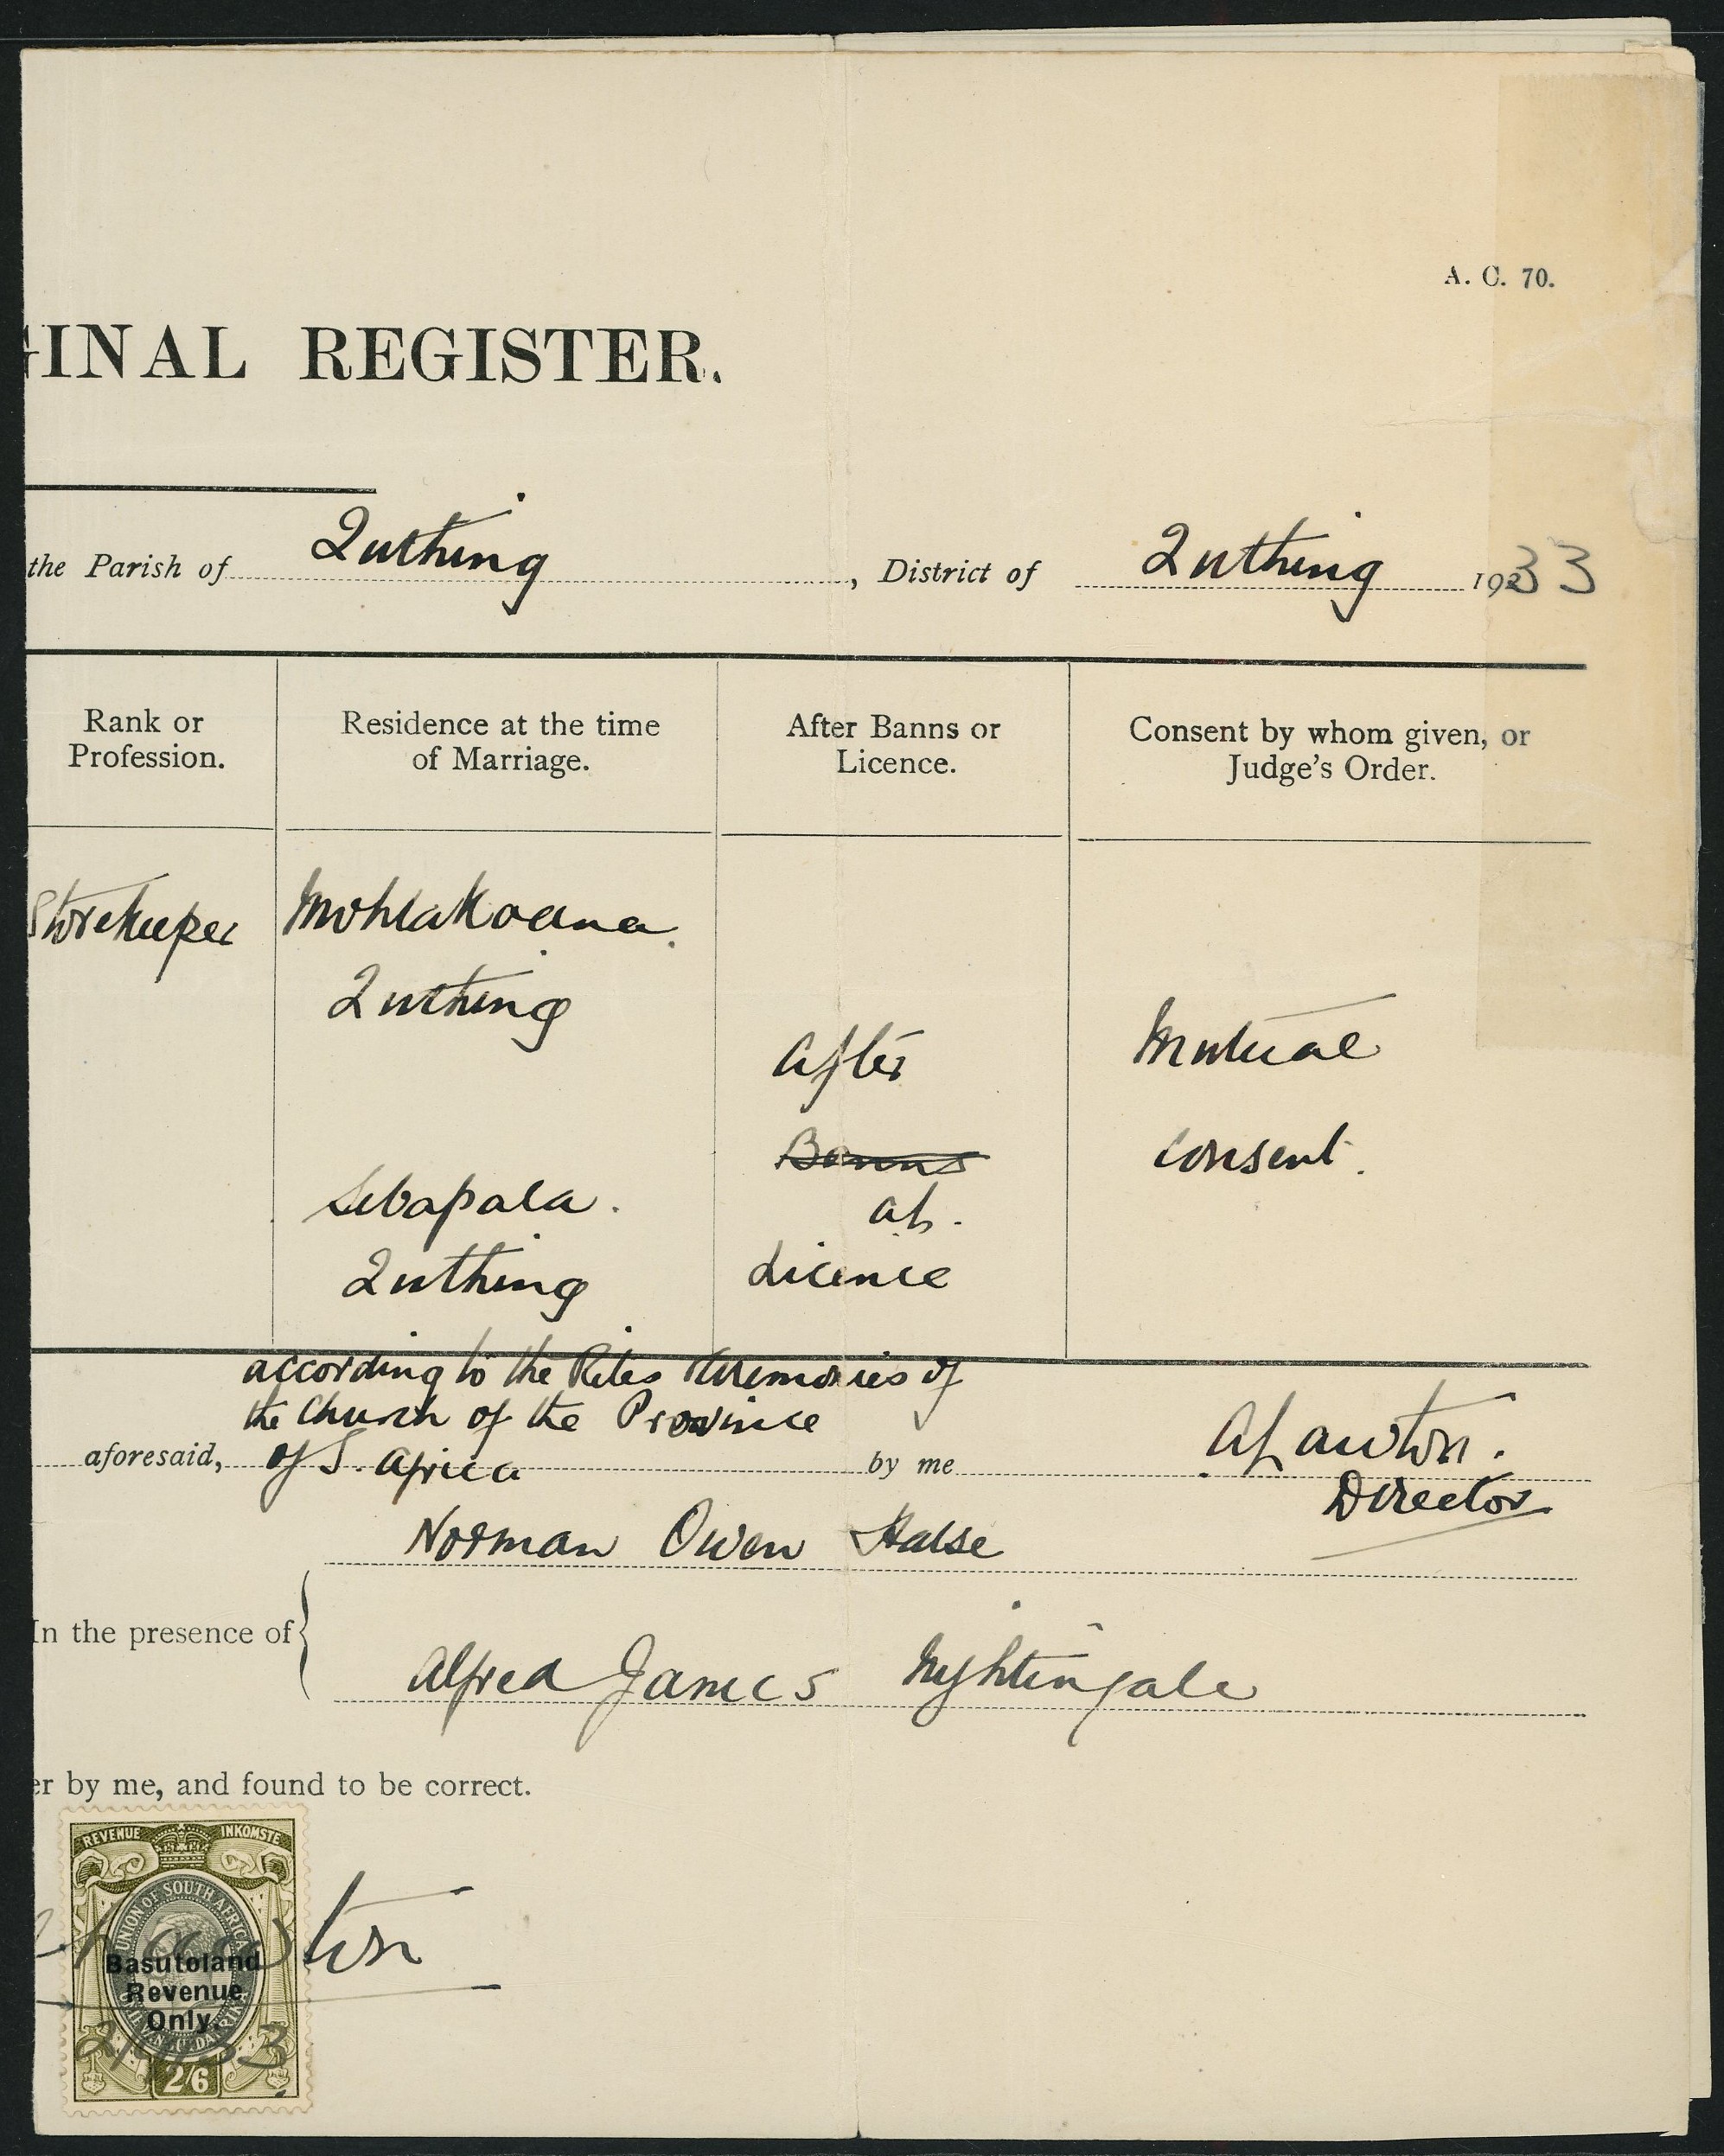 A. C. 70.
GINAL REGISTER.
the Parish of Quthing, District of Quthing 1933
Rank or Profession.
Residence at the time of Marriage.
After Banns or Licence.
Consent by whom given, or Judge's Order.
Storekeeper
Mohlakoana.
Quthing
After
Banns
AL.
Licence
Mutual
consent.
Sebapala.
Quthing
according to the Rites & Ceremonies of
the Church of the Province
aforesaid, of S. Africa by me A Lawton.
Director
Norman Owen Halse
In the presence of
Alfred James Nightingale
er by me, and found to be correct.
REVENUE INKOMSTE
UNION OF SOUTH AFRICA
Lawton
Basutoland
Revenue
Only.
2/6